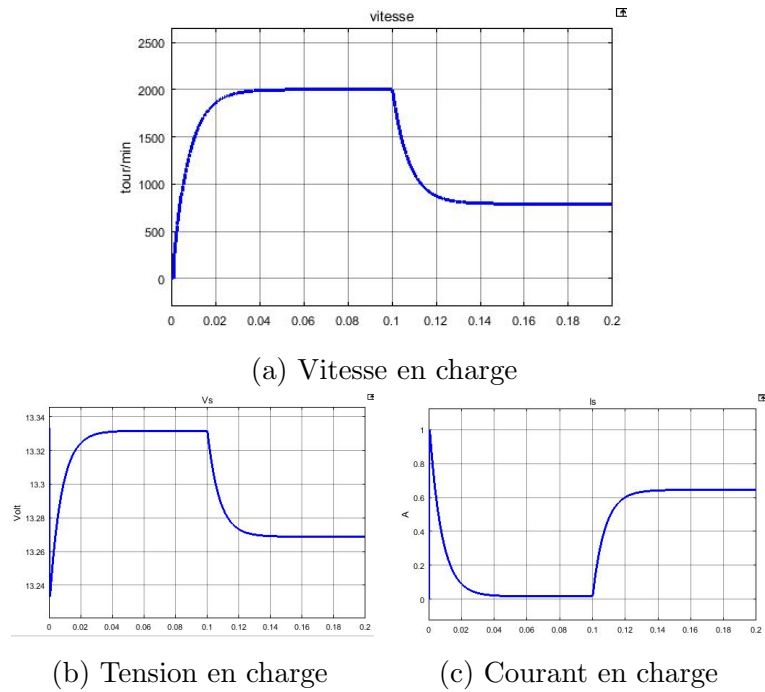 vitesse
2500
2000
1500
1000
500
0
tour/min
0 0.02 0.04 0.06 0.08 0.1 0.12 0.14 0.16 0.18 0.2
(a) Vitesse en charge
Vs
13.34
13.32
13.3
13.28
13.26
13.24
Volt
0 0.02 0.04 0.06 0.08 0.1 0.12 0.14 0.16 0.18 0.2
(b) Tension en charge
Is
1
0.8
0.6
0.4
0.2
0
A
0 0.02 0.04 0.06 0.08 0.1 0.12 0.14 0.16 0.18 0.2
(c) Courant en charge